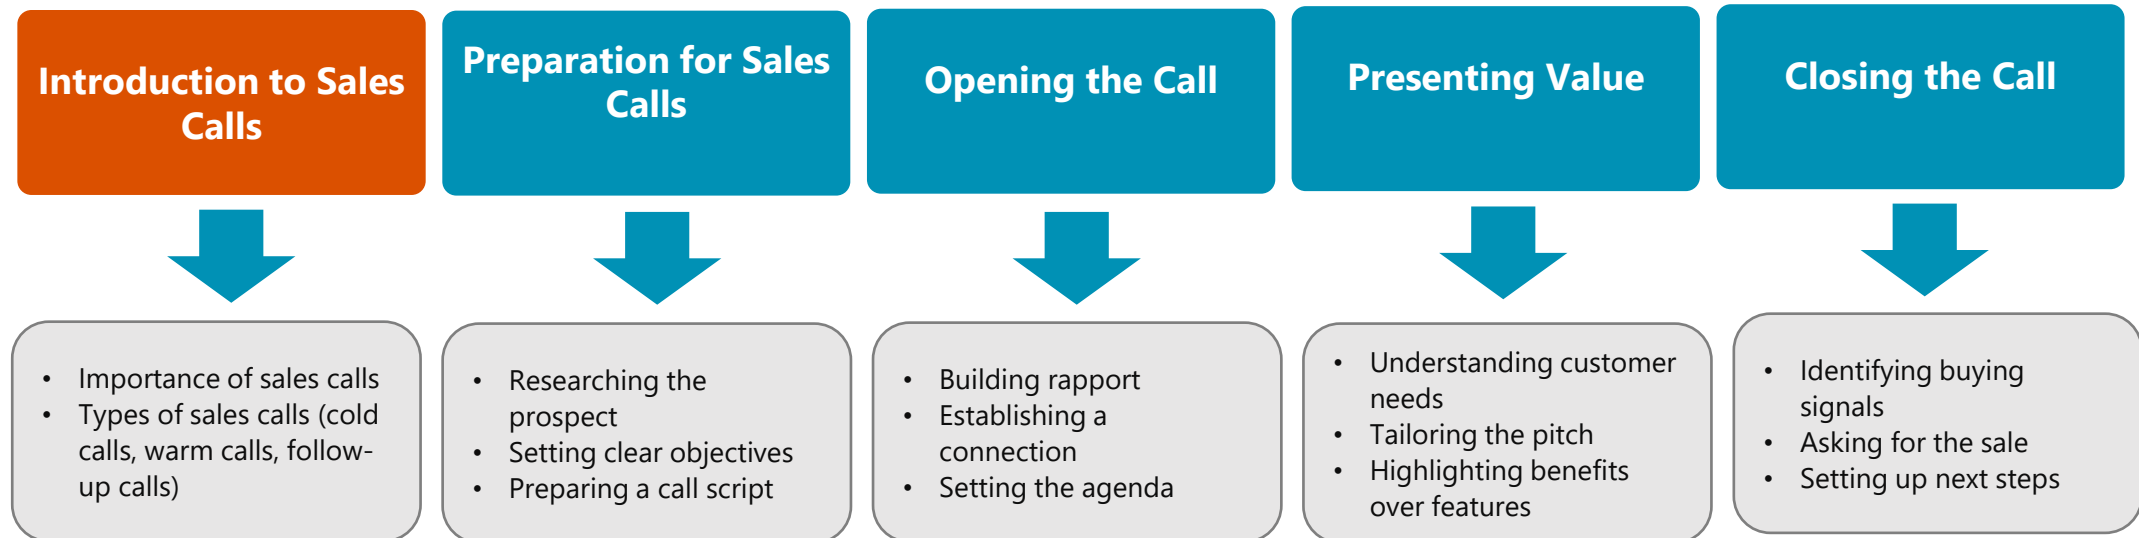 Introduction to Sales
Calls
Preparation for Sales
Calls
Opening the Call
Presenting Value
Closing the Call
• Importance of sales calls
• Types of sales calls (cold
calls, warm calls, follow-
up calls)
• Researching the
prospect
• Setting clear objectives
• Preparing a call script
• Building rapport
• Establishing a
connection
• Setting the agenda
• Understanding customer
needs
• Tailoring the pitch
• Highlighting benefits
over features
• Identifying buying
signals
• Asking for the sale
• Setting up next steps